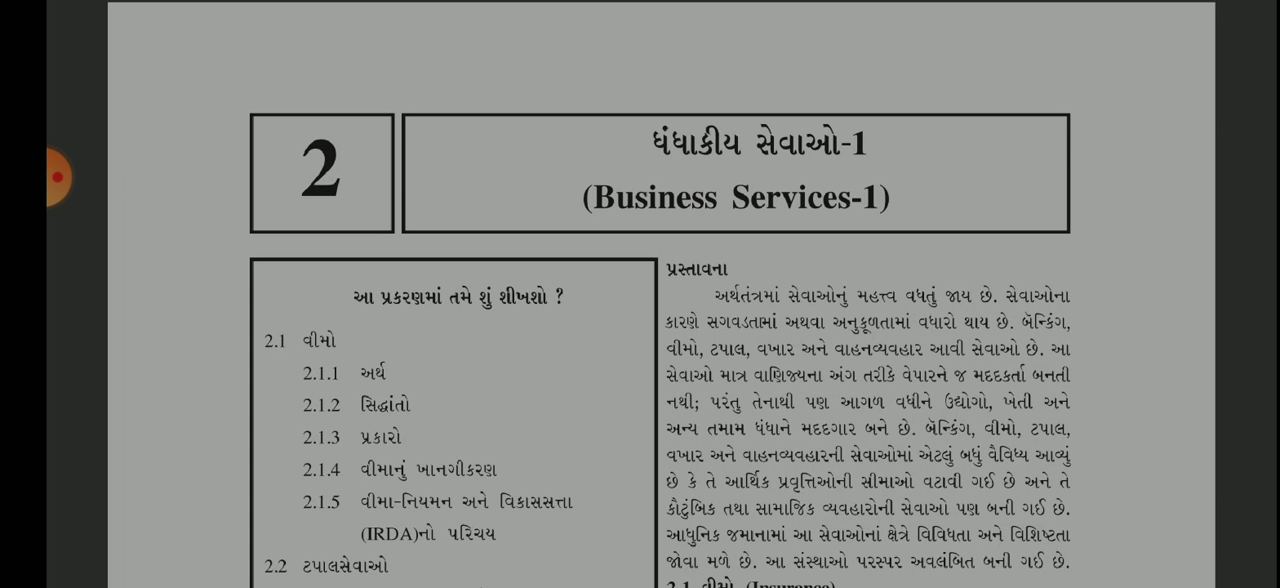 2
ધંધાકીય સેવાઓ-1
(Business Services-1)
આ પ્રકરણમાં તમે શું શીખશો ?
2.1 વીમો
2.1.1 અર્થ
2.1.2 સિદ્ધાંતો
2.1.3 પ્રકારો
2.1.4 વીમાનું ખાનગીકરણ
2.1.5 વીમા-નિયમન અને વિકાસસત્તા
(IRDA)નો પરિચય
2.2 ટપાલસેવાઓ
પ્રસ્તાવના
અર્થતંત્રમાં સેવાઓનું મહત્ત્વ વધતું જાય છે. સેવાઓના
કારણે સગવડતામાં અથવા અનુકૂળતામાં વધારો થાય છે. બૅન્કિંગ,
વીમો, ટપાલ, વખાર અને વાહનવ્યવહાર આવી સેવાઓ છે. આ
સેવાઓ માત્ર વાણિજ્યના અંગ તરીકે વેપારને જ મદદકર્તા બનતી
નથી; પરંતુ તેનાથી પણ આગળ વધીને ઉદ્યોગો, ખેતી અને
અન્ય તમામ ધંધાને મદદગાર બને છે. બૅન્કિંગ, વીમો, ટપાલ,
વખાર અને વાહનવ્યવહારની સેવાઓમાં એટલું બધું વૈવિધ્ય આવ્યું
છે કે તે આર્થિક પ્રવૃત્તિઓની સીમાઓ વટાવી ગઈ છે અને તે
કૌટુંબિક તથા સામાજિક વ્યવહારોની સેવાઓ પણ બની ગઈ છે.
આધુનિક જમાનામાં આ સેવાઓનાં ક્ષેત્રે વિવિધતા અને વિશિષ્ટતા
જોવા મળે છે. આ સંસ્થાઓ પરસ્પર અવલંબિત બની ગઈ છે.
2.1 વીમો (Insurance)